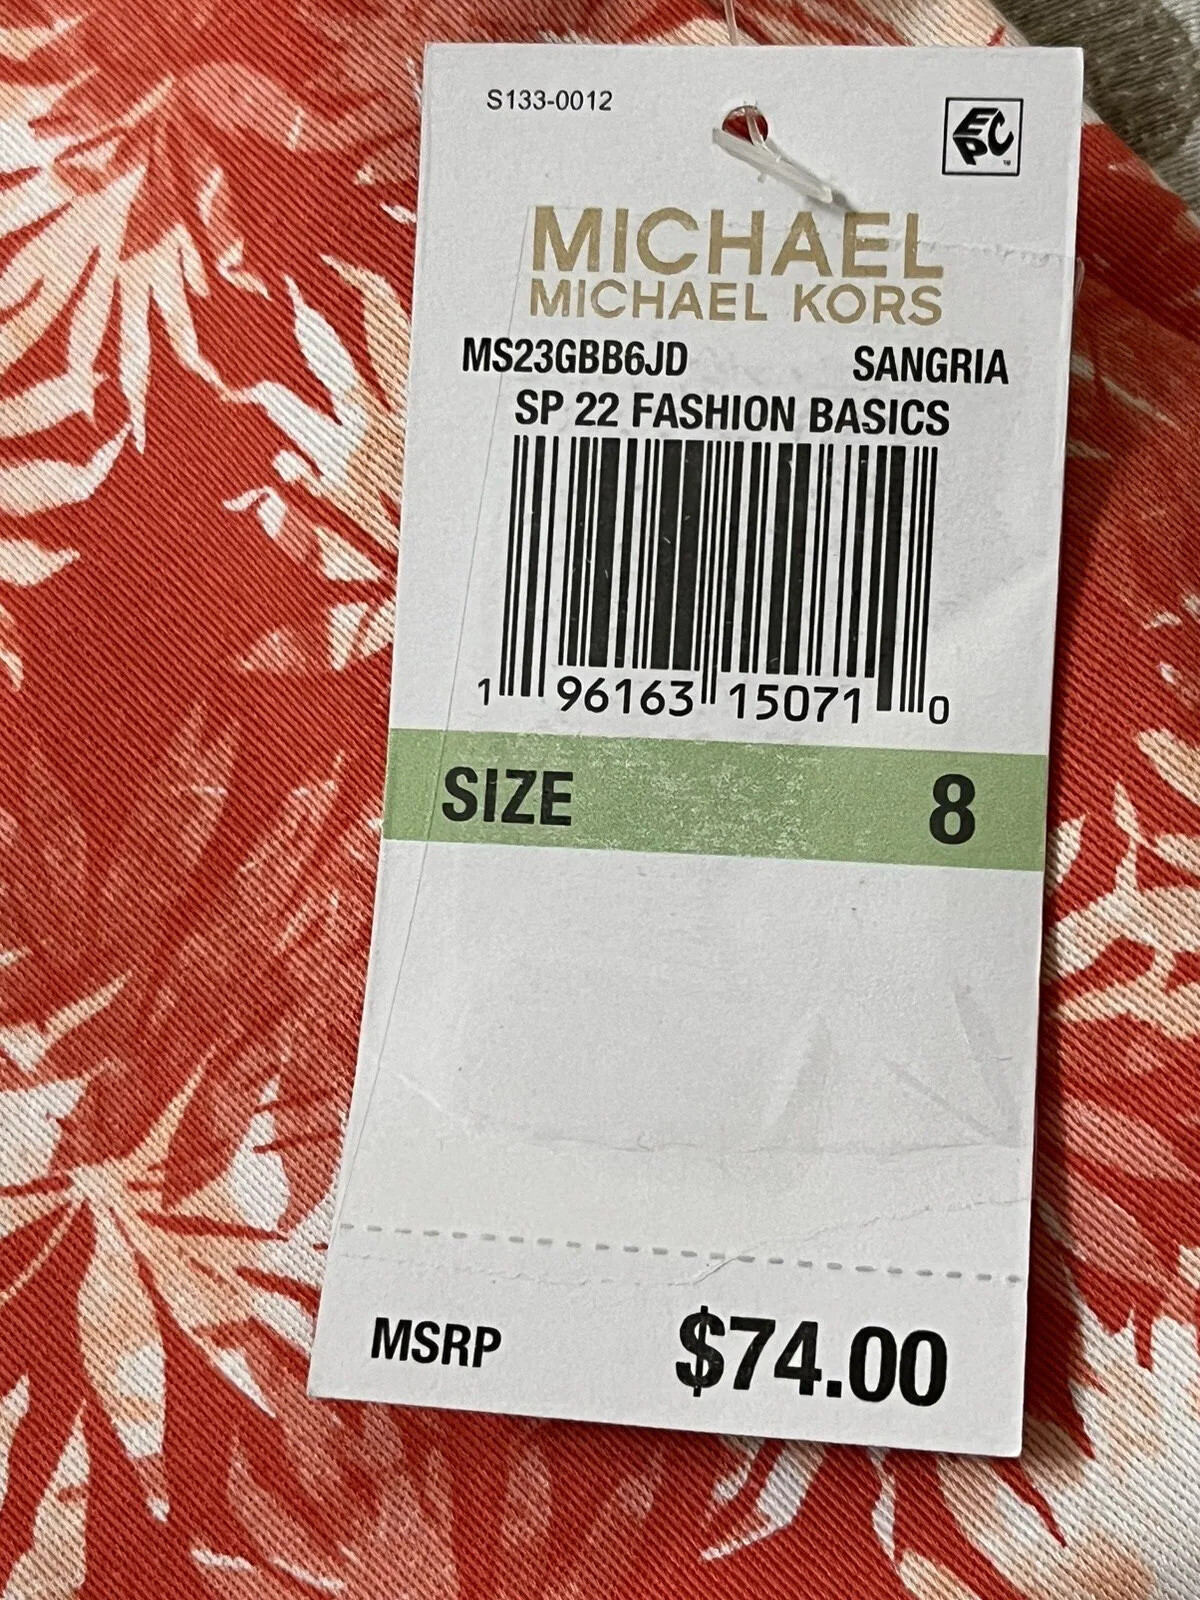 S133-0012
EPC
MICHAEL
MICHAEL KORS
MS23GBB6JD SANGRIA
SP 22 FASHION BASICS
1 96163 15071 0
SIZE 8
MSRP $74.00